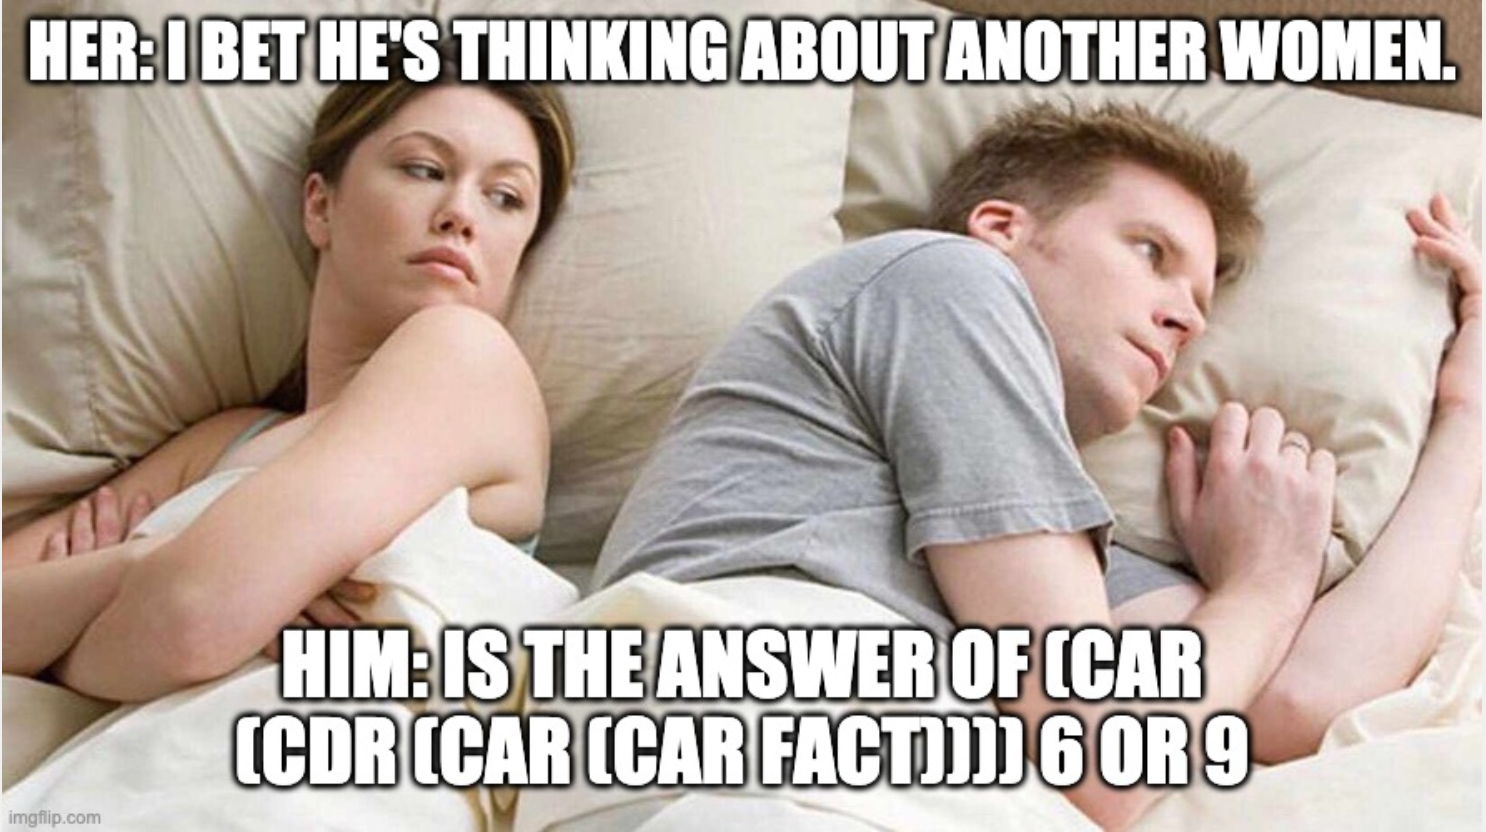 HER: I BET HE'S THINKING ABOUT ANOTHER WOMEN.
HIM: IS THE ANSWER OF (CAR
(CDR (CAR (CAR FACT)))) 6 OR 9
imgflip.com